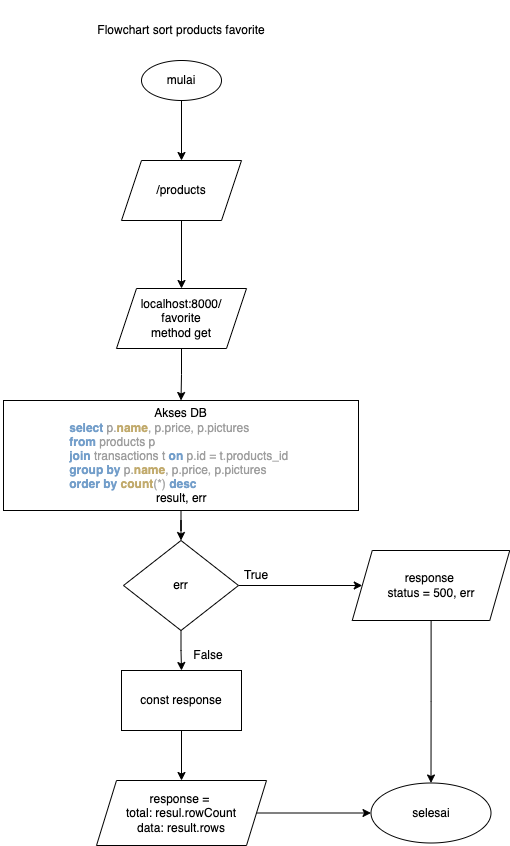 Flowchart sort products favorite
mulai
/products
localhost:8000/
favorite
method get
Akses DB
select p.name, p.price, p.pictures
from products p
join transactions t on p.id = t.products_id
group by p.name, p.price, p.pictures
order by count(*) desc
result, err
err
True
response
status = 500, err
False
const response
response =
total: resul.rowCount
data: result.rows
selesai